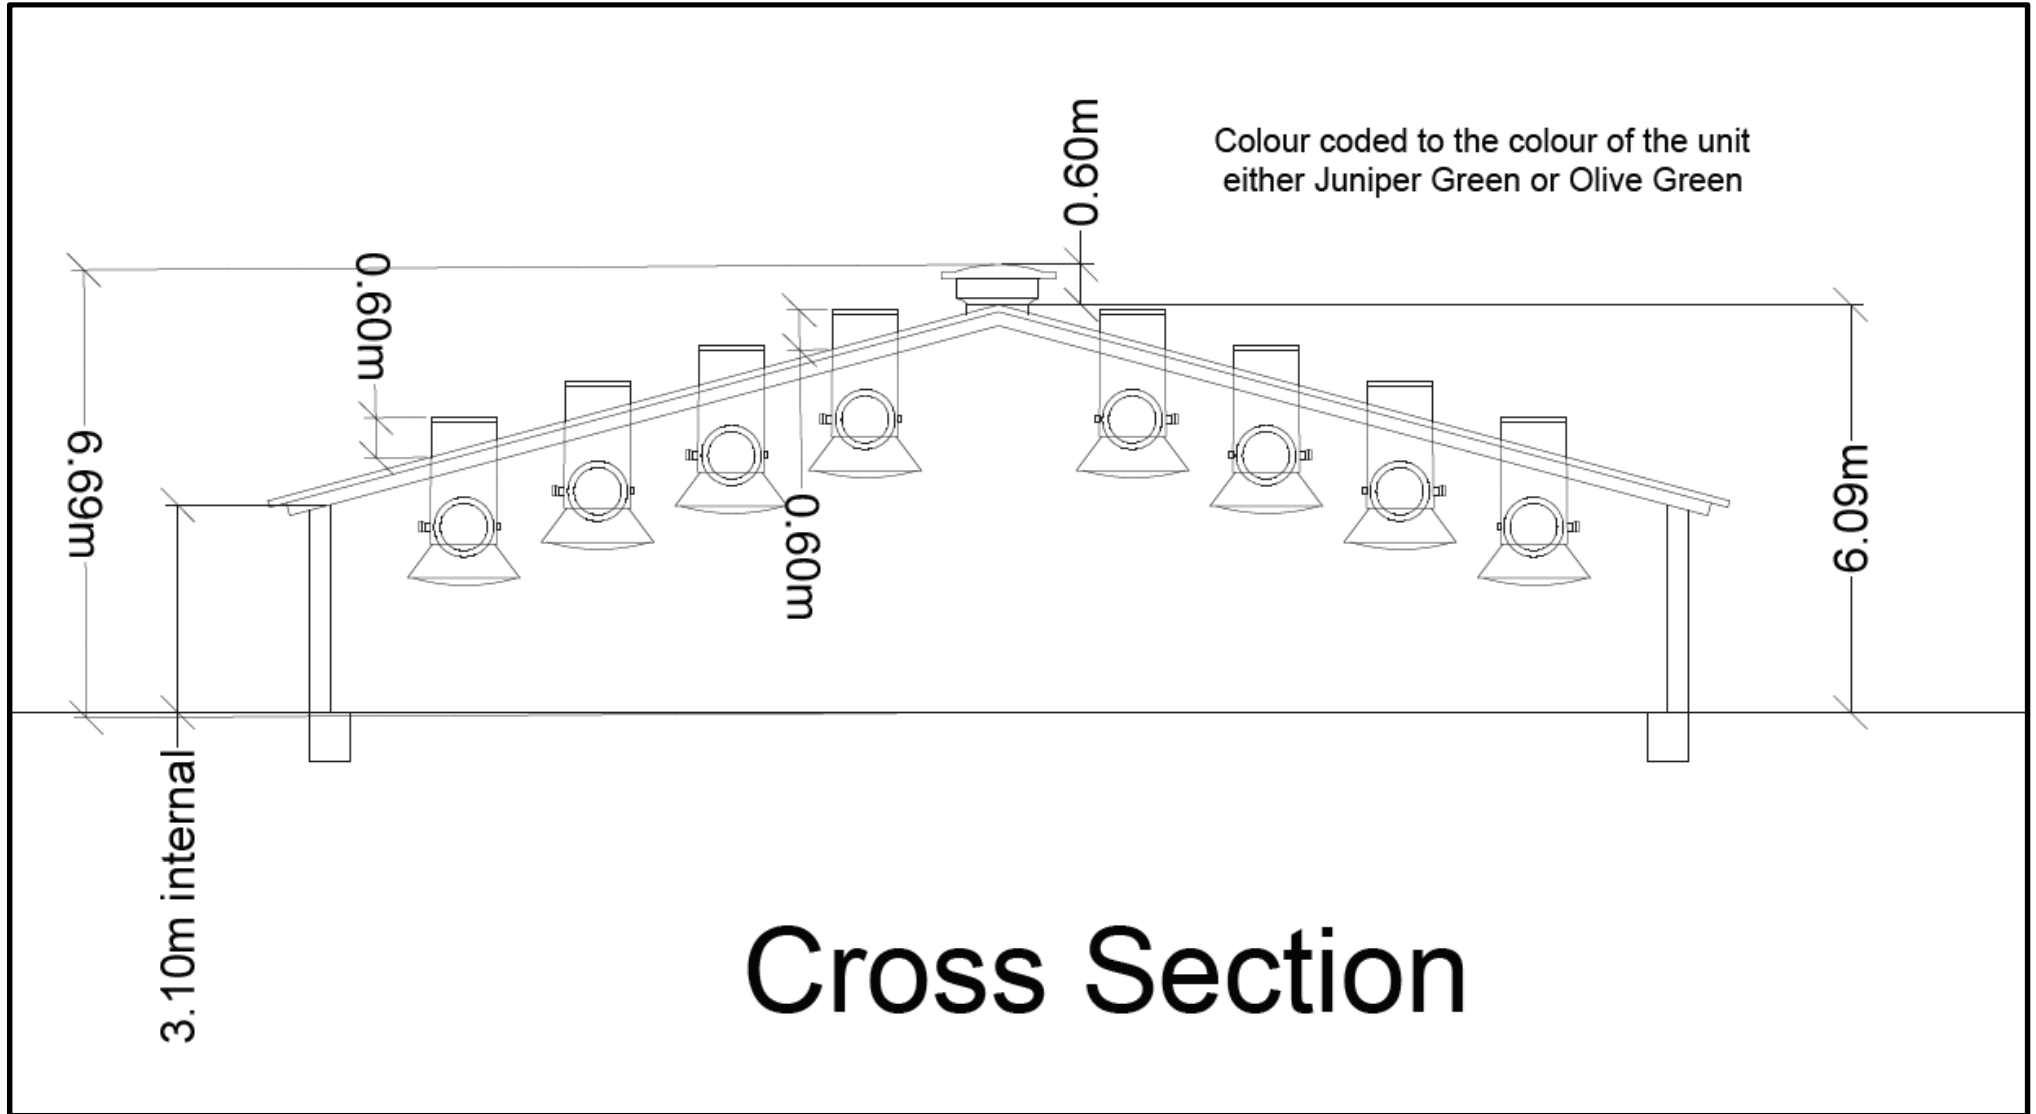 0.60m
Colour coded to the colour of the unit
either Juniper Green or Olive Green
0.60m
6.69m
0.60m
6.09m
3.10m internal
Cross Section